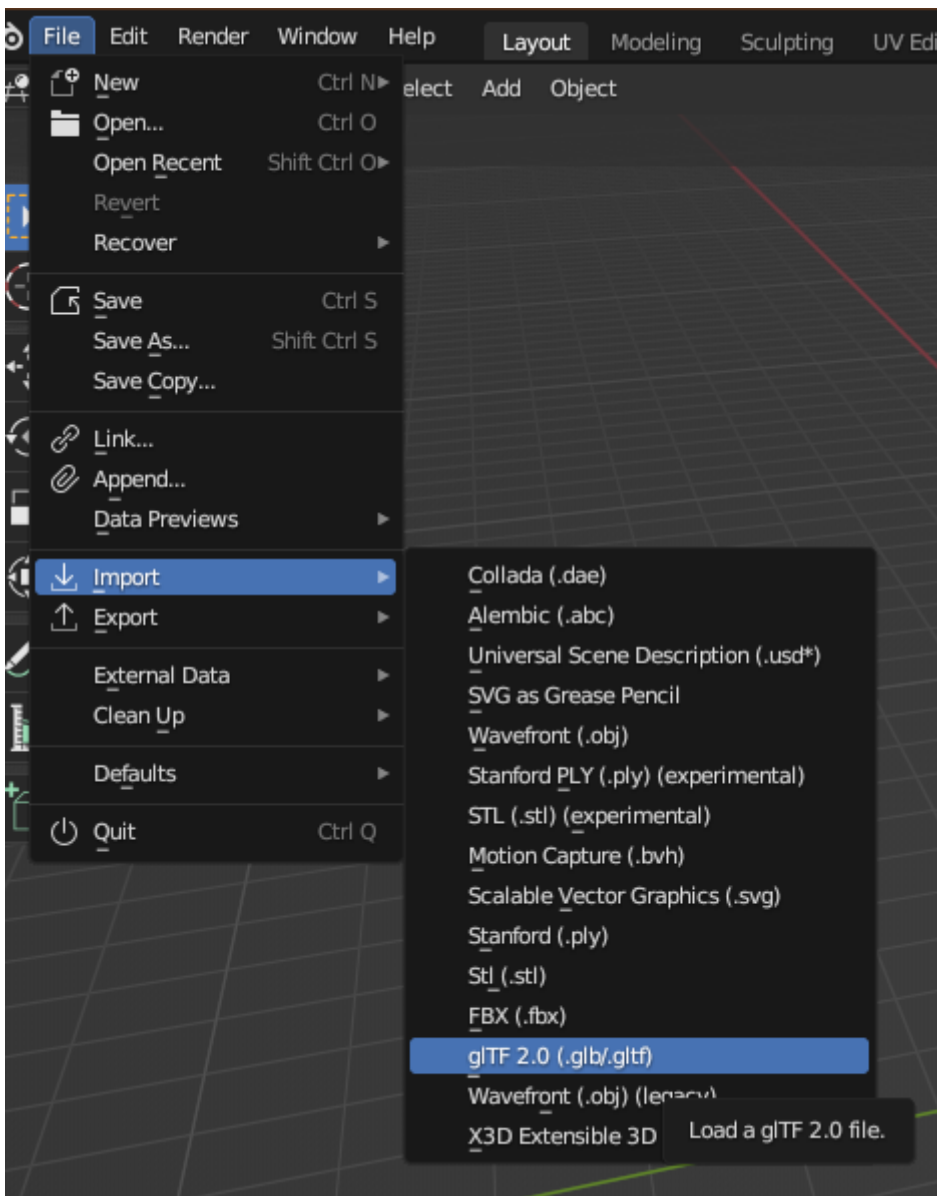 File Edit Render Window Help Layout Modeling Sculpting UV Edi
elect Add Object
New Ctrl N
Open... Ctrl O
Open Recent Shift Ctrl O
Revert
Recover
Save Ctrl S
Save As... Shift Ctrl S
Save Copy...
Link...
Append...
Data Previews
Import
Export
External Data
Clean Up
Defaults
Quit Ctrl Q
Collada (.dae)
Alembic (.abc)
Universal Scene Description (.usd*)
SVG as Grease Pencil
Wavefront (.obj)
Stanford PLY (.ply) (experimental)
STL (.stl) (experimental)
Motion Capture (.bvh)
Scalable Vector Graphics (.svg)
Stanford (.ply)
Stl (.stl)
FBX (.fbx)
glTF 2.0 (.glb/.gltf)
Wavefront (.obj) (legacy)
X3D Extensible 3D
Load a glTF 2.0 file.